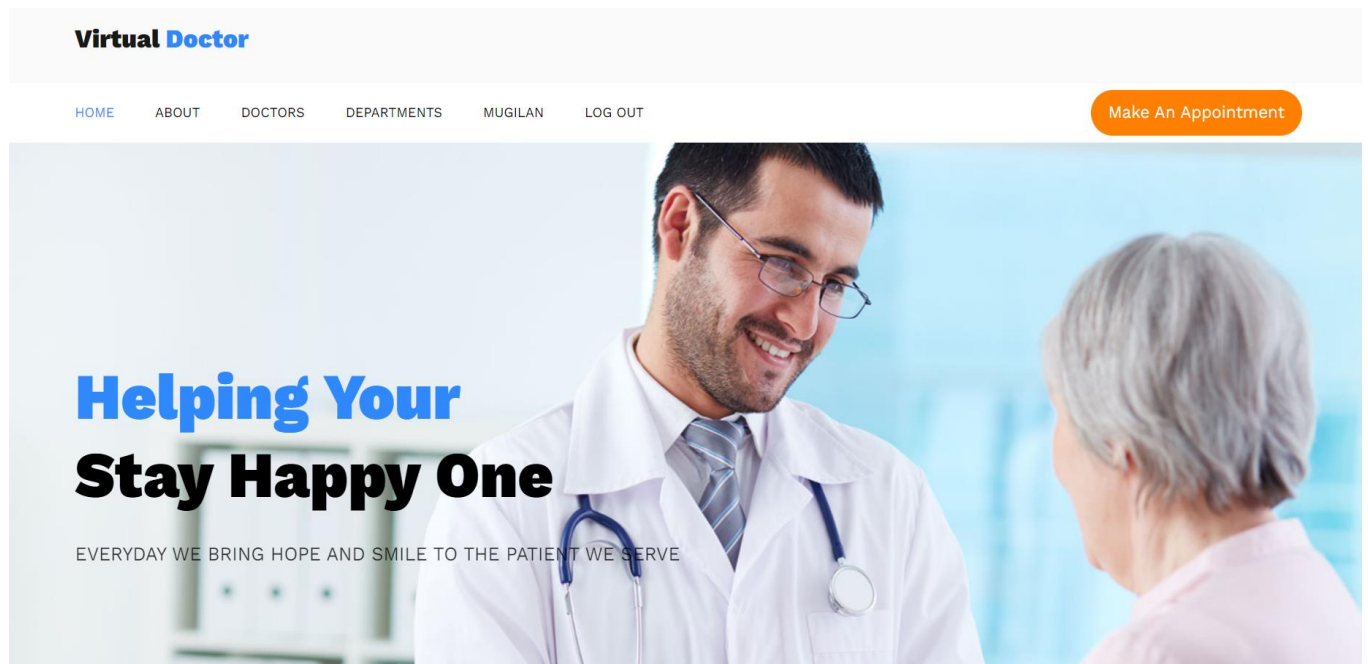 Virtual Doctor
HOME ABOUT DOCTORS DEPARTMENTS MUGILAN LOG OUT Make An Appointment
Helping Your
Stay Happy One
EVERYDAY WE BRING HOPE AND SMILE TO THE PATIENT WE SERVE